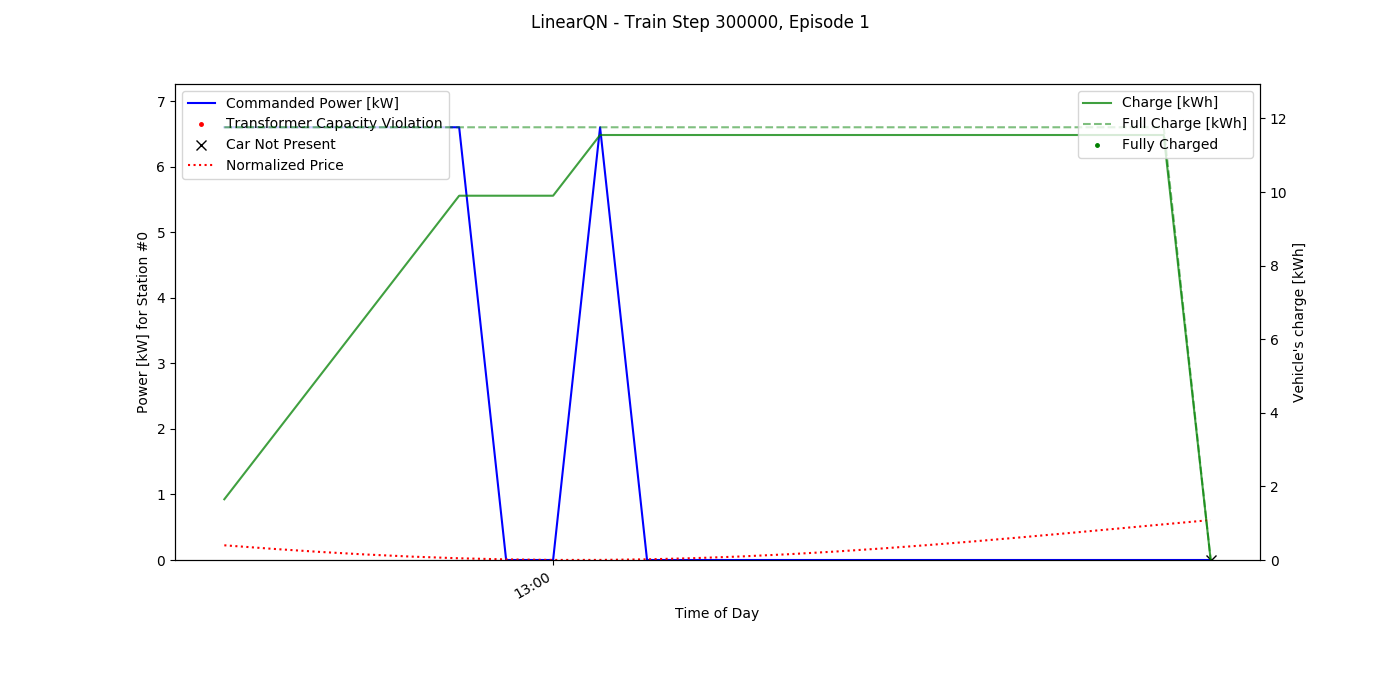 LinearQN - Train Step 300000, Episode 1
Commanded Power [kW]
Transformer Capacity Violation
Car Not Present
Normalized Price
Charge [kWh]
Full Charge [kWh]
Fully Charged
7
6
5
4
3
2
1
0
Power [kW] for Station #0
12
10
8
6
4
2
0
Vehicle's charge [kWh]
13:00
Time of Day